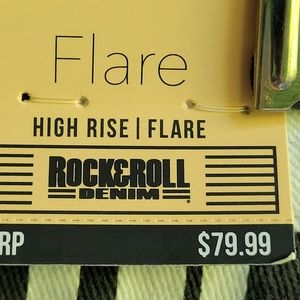 Flare
HIGH RISE | FLARE
ROCK&ROLL
DENIM
RP $79.99